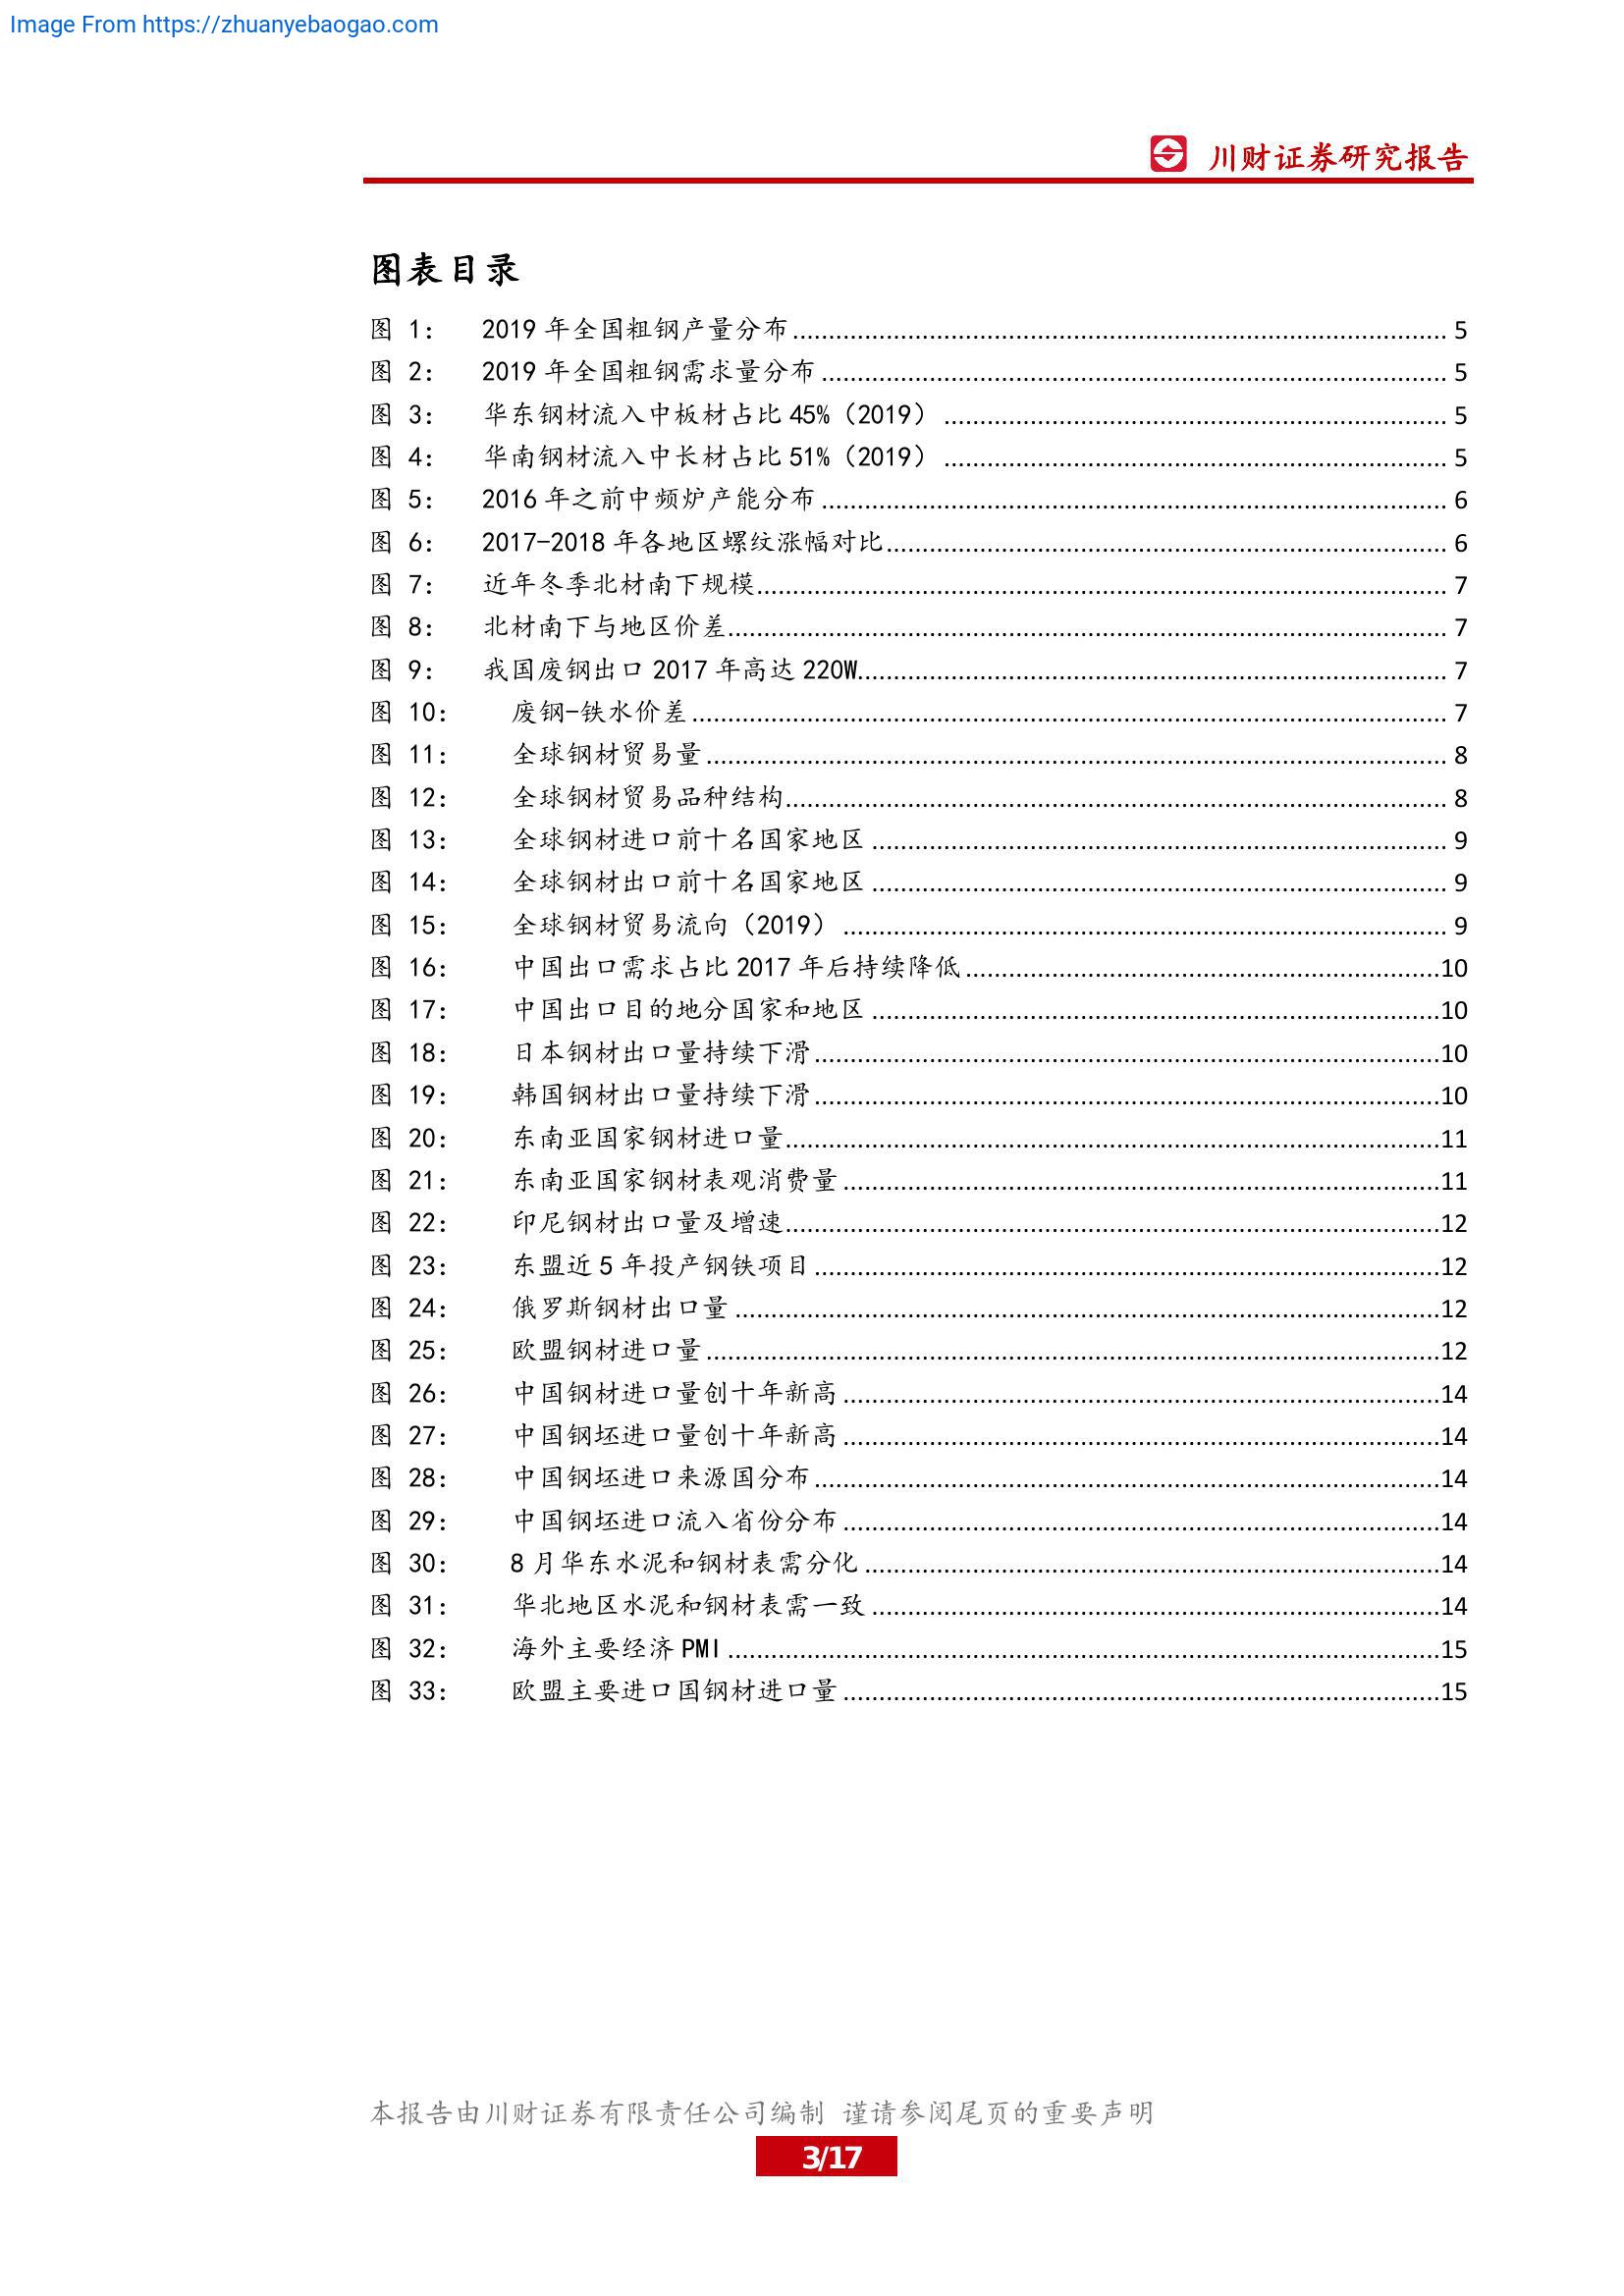 Image From https://zhuanyebaogao.com
川财证券研究报告
图表目录
图 1： 2019 年全国粗钢产量分布 5
图 2： 2019 年全国粗钢需求量分布 5
图 3： 华东钢材流入中板材占比 45%（2019） 5
图 4： 华南钢材流入中长材占比 51%（2019） 5
图 5： 2016 年之前中频炉产能分布 6
图 6： 2017-2018 年各地区螺纹涨幅对比 6
图 7： 近年冬季北材南下规模 7
图 8： 北材南下与地区价差 7
图 9： 我国废钢出口 2017 年高达 220W 7
图 10： 废钢-铁水价差 7
图 11： 全球钢材贸易量 8
图 12： 全球钢材贸易品种结构 8
图 13： 全球钢材进口前十名国家地区 9
图 14： 全球钢材出口前十名国家地区 9
图 15： 全球钢材贸易流向（2019） 9
图 16： 中国出口需求占比 2017 年后持续降低 10
图 17： 中国出口目的地分国家和地区 10
图 18： 日本钢材出口量持续下滑 10
图 19： 韩国钢材出口量持续下滑 10
图 20： 东南亚国家钢材进口量 11
图 21： 东南亚国家钢材表观消费量 11
图 22： 印尼钢材出口量及增速 12
图 23： 东盟近 5 年投产钢铁项目 12
图 24： 俄罗斯钢材出口量 12
图 25： 欧盟钢材进口量 12
图 26： 中国钢材进口量创十年新高 14
图 27： 中国钢坯进口量创十年新高 14
图 28： 中国钢坯进口来源国分布 14
图 29： 中国钢坯进口流入省份分布 14
图 30： 8 月华东水泥和钢材表需分化 14
图 31： 华北地区水泥和钢材表需一致 14
图 32： 海外主要经济 PMI 15
图 33： 欧盟主要进口国钢材进口量 15
本报告由川财证券有限责任公司编制 谨请参阅尾页的重要声明
3/17